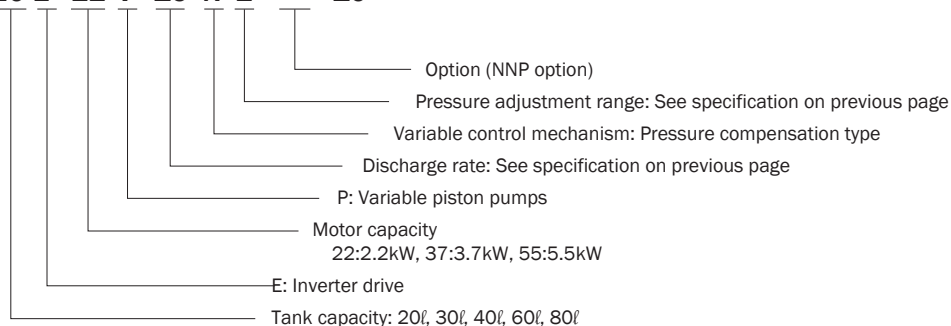 Option (NNP option)
Pressure adjustment range: See specification on previous page
Variable control mechanism: Pressure compensation type
Discharge rate: See specification on previous page
P: Variable piston pumps
Motor capacity
22:2.2kW, 37:3.7kW, 55:5.5kW
E: Inverter drive
Tank capacity: 20ℓ, 30ℓ, 40ℓ, 60ℓ, 80ℓ